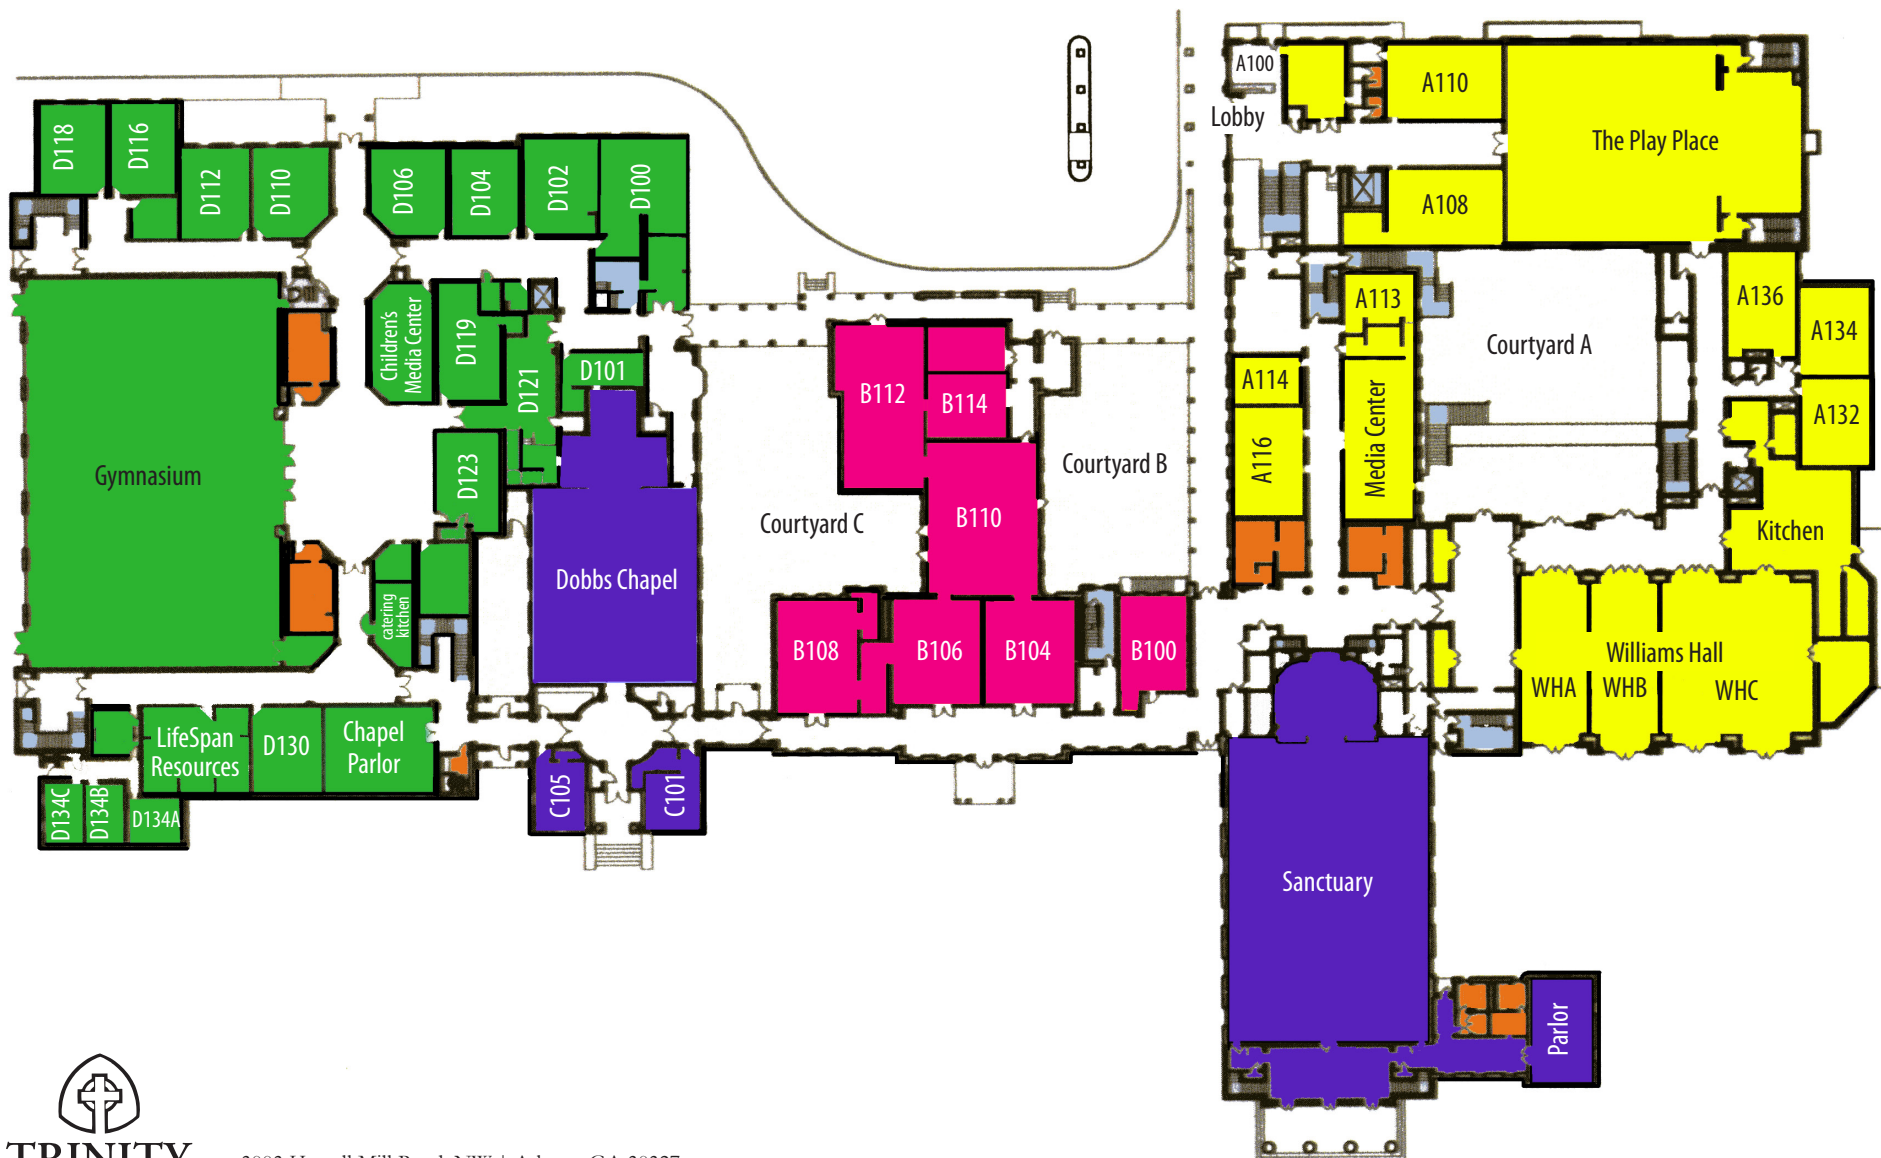 A100
Lobby
A110
The Play Place
A108
D118
D116
D112
D110
D106
D104
D102
D100
A113
A136
A134
A132
Courtyard A
A114
A116
Media Center
Children's
Media Center
D119
D121
D101
D123
Gymnasium
B112
B114
B110
Courtyard B
Courtyard C
Dobbs Chapel
catering
kitchen
Kitchen
B108
B106
B104
B100
Williams Hall
WHA
WHB
WHC
LifeSpan
Resources
D130
Chapel
Parlor
D134C
D134B
D134A
C105
C101
Sanctuary
Parlor
TRINITY